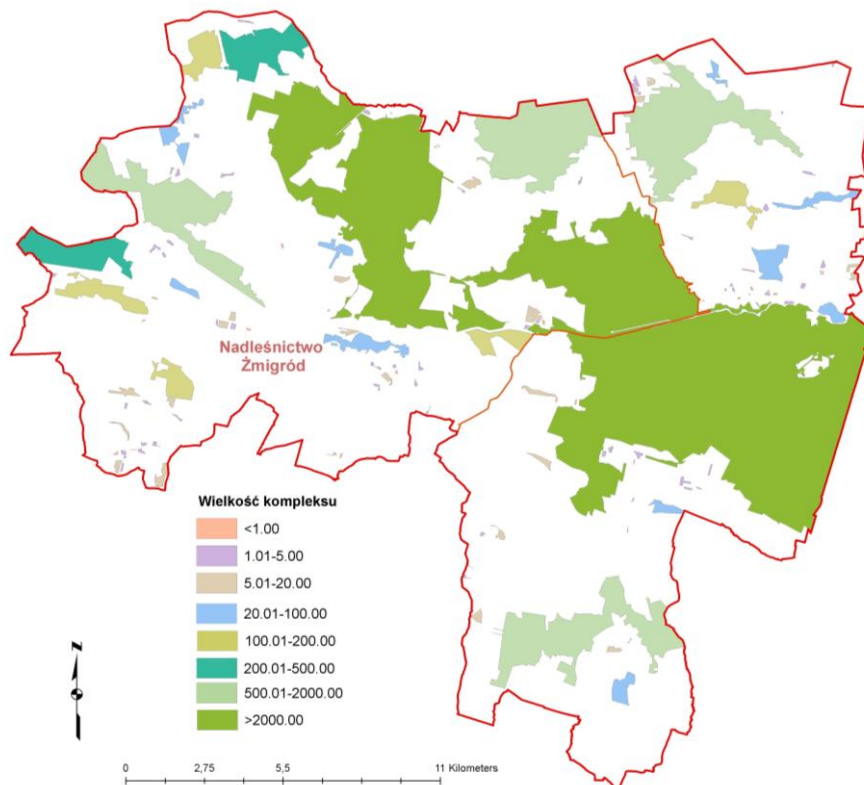 Nadleśnictwo
Żmigród
Wielkość kompleksu
<1.00
1.01-5.00
5.01-20.00
20.01-100.00
100.01-200.00
200.01-500.00
500.01-2000.00
>2000.00
N
0 2,75 5,5 11 Kilometers